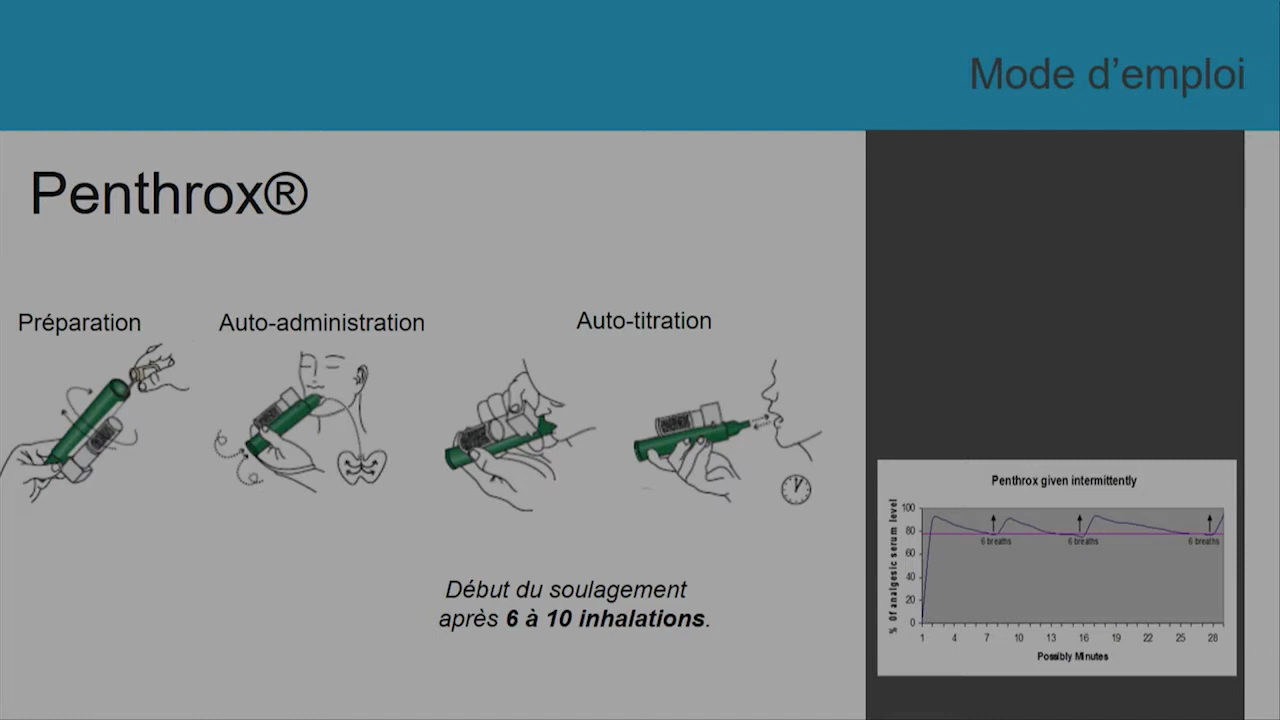 Mode d’emploi
Penthrox®
Préparation
Auto-administration
Auto-titration
Début du soulagement
après 6 à 10 inhalations.
Penthrox given intermittently
% Of analgesic serum level
100
80
60
40
20
0
6 breaths
6 breaths
6 breaths
1 4 7 10 13 16 19 22 25 28
Possibly Minutes